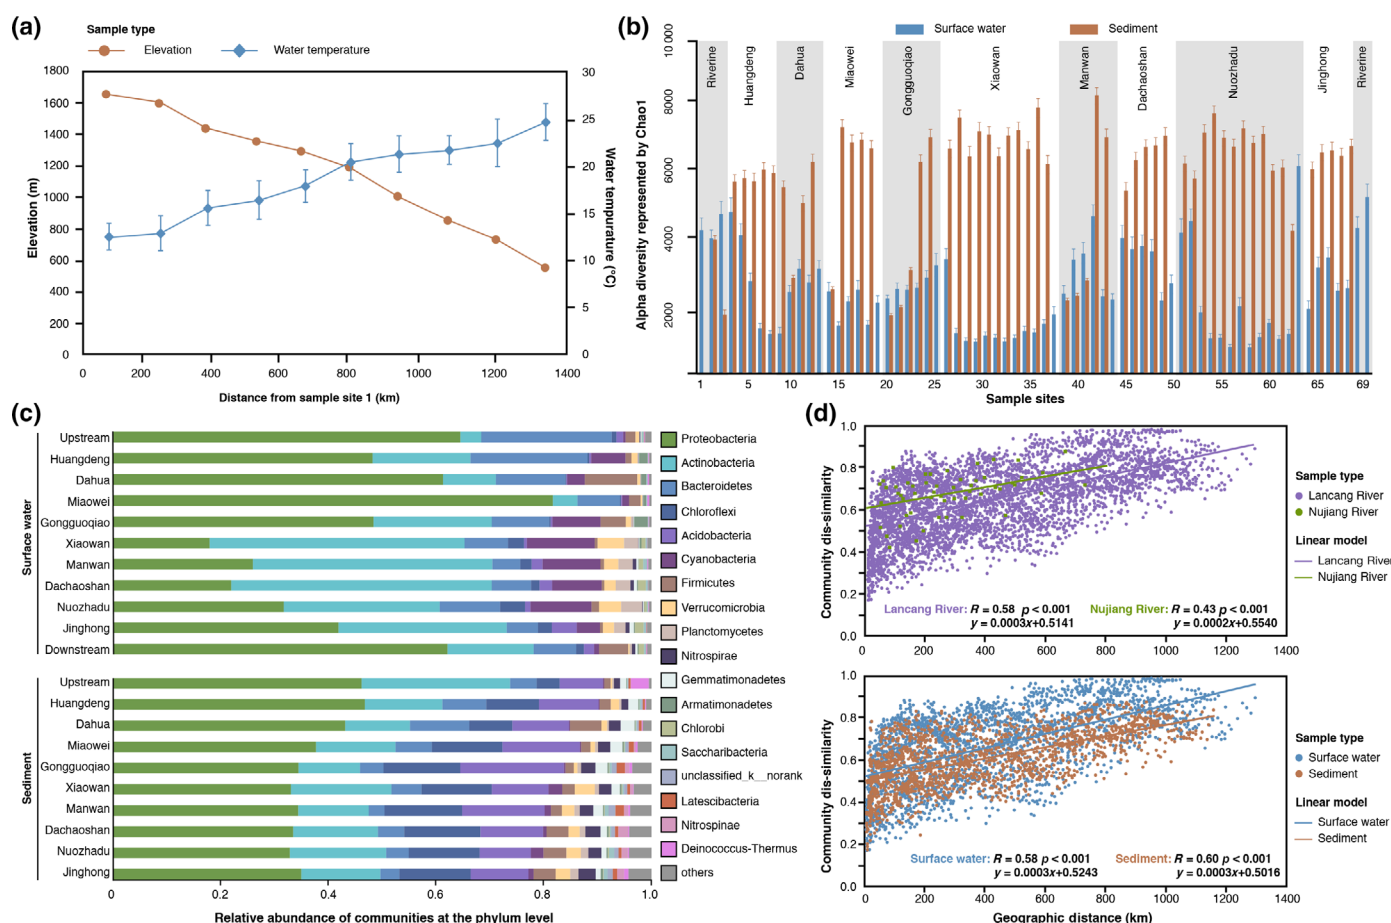 (a)
Sample type
Elevation
Water temperature
1800
1600
1400
1200
1000
800
600
400
200
0
Elevation (m)
30
25
20
15
10
5
0
Water tempurature (°C)
0
200
400
600
800
1000
1200
1400
Distance from sample site 1 (km)
(b)
Surface water
Sediment
10 000
8000
6000
4000
2000
Alpha diversity represented by Chao1
Riverine
Huangdeng
Dahua
Miaowei
Gongguoqiao
Xiaowan
Manwan
Dachaoshan
Nuozhadu
Jinghong
Riverine
1
5
10
15
20
25
30
35
40
45
50
55
60
65
69
Sample sites
(c)
Surface water
Upstream
Huangdeng
Dahua
Miaowei
Gongguoqiao
Xiaowan
Manwan
Dachaoshan
Nuozhadu
Jinghong
Downstream
Sediment
Upstream
Huangdeng
Dahua
Miaowei
Gongguoqiao
Xiaowan
Manwan
Dachaoshan
Nuozhadu
Jinghong
0
0.2
0.4
0.6
0.8
1.0
Relative abundance of communities at the phylum level
Proteobacteria
Actinobacteria
Bacteroidetes
Chloroflexi
Acidobacteria
Cyanobacteria
Firmicutes
Verrucomicrobia
Planctomycetes
Nitrospirae
Gemmatimonadetes
Armatimonadetes
Chlorobi
Saccharibacteria
unclassified_k__norank
Latescibacteria
Nitrospinae
Deinococcus-Thermus
others
(d)
1.0
0.8
0.6
0.4
0.2
0.0
Community dis-similarity
Lancang River: R = 0.58 p < 0.001
y = 0.0003x+0.5141
Nujiang River: R = 0.43 p < 0.001
y = 0.0002x+0.5540
0
200
400
600
800
1000
1200
1400
Sample type
Lancang River
Nujiang River
Linear model
Lancang River
Nujiang River
1.0
0.8
0.6
0.4
0.2
0.0
Community dis-similarity
Surface water: R = 0.58 p < 0.001
y = 0.0003x+0.5243
Sediment: R = 0.60 p < 0.001
y = 0.0003x+0.5016
0
200
400
600
800
1000
1200
1400
Geographic distance (km)
Sample type
Surface water
Sediment
Linear model
Surface water
Sediment